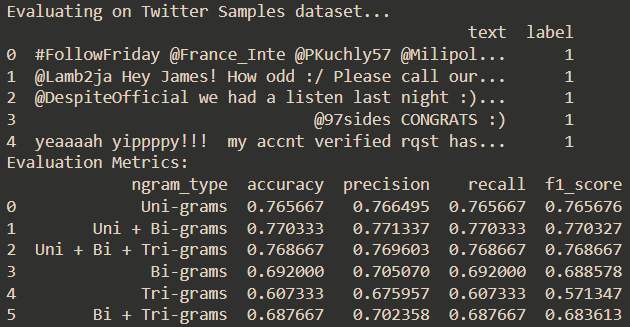 Evaluating on Twitter Samples dataset...
text label
0 #FollowFriday @France_Inte @PKuchly57 @Milipol... 1
1 @Lamb2ja Hey James! How odd :/ Please call our... 1
2 @DespiteOfficial we had a listen last night :)... 1
3 @97sides CONGRATS :) 1
4 yeaaaah yippppy!!! my accnt verified rqst has... 1
Evaluation Metrics:
ngram_type accuracy precision recall f1_score
0 Uni-grams 0.765667 0.766495 0.765667 0.765676
1 Uni + Bi-grams 0.770333 0.771337 0.770333 0.770327
2 Uni + Bi + Tri-grams 0.768667 0.769603 0.768667 0.768667
3 Bi-grams 0.692000 0.705070 0.692000 0.688578
4 Tri-grams 0.607333 0.675957 0.607333 0.571347
5 Bi + Tri-grams 0.687667 0.702358 0.687667 0.683613